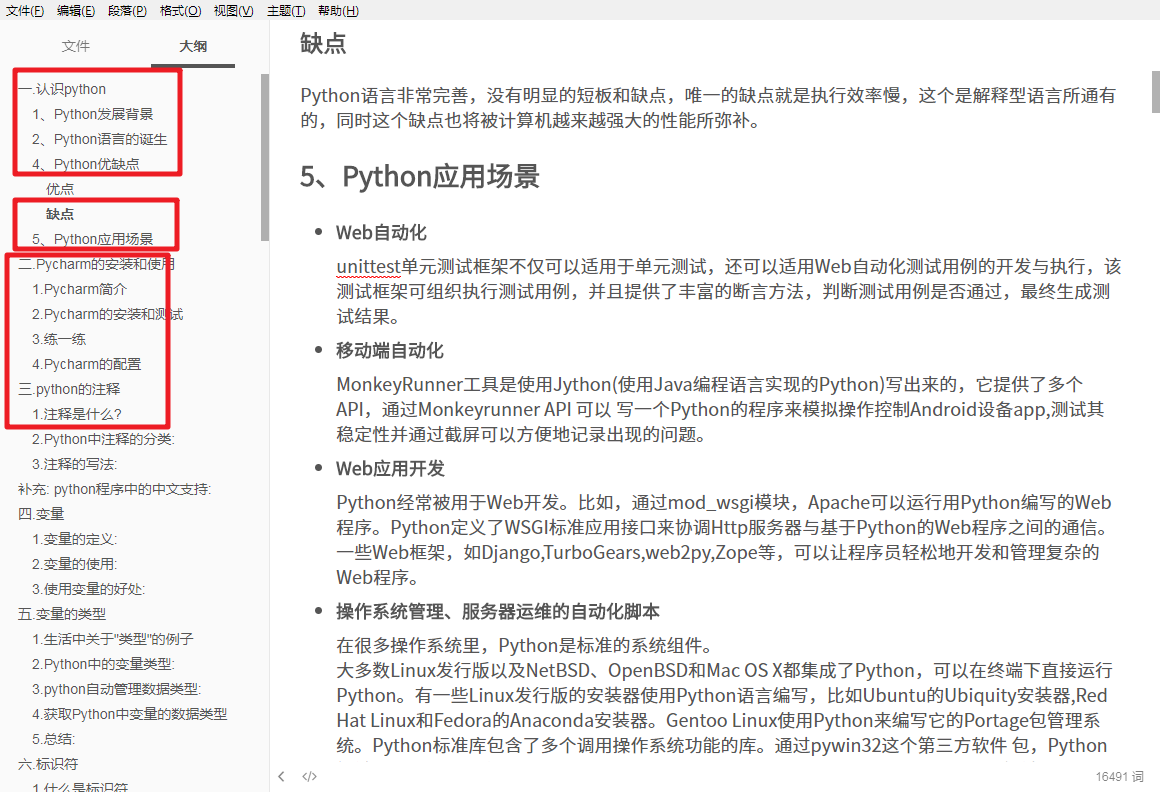 文件(F) 编辑(E) 段落(P) 格式(O) 视图(V) 主题(T) 帮助(H)
文件 大纲
一.认识python
1、Python发展背景
2、Python语言的诞生
4、Python优缺点
优点
缺点
5、Python应用场景
二.Pycharm的安装和使用
1.Pycharm简介
2.Pycharm的安装和测试
3.练一练
4.Pycharm的配置
三.python的注释
1.注释是什么?
2.Python中注释的分类:
3.注释的写法:
补充: python程序中的中文支持:
四.变量
1.变量的定义:
2.变量的使用:
3.使用变量的好处:
五.变量的类型
1.生活中关于"类型"的例子
2.Python中的变量类型:
3.python自动管理数据类型:
4.获取Python中变量的数据类型
5.总结:
六.标识符
1.什么是标识符
缺点
Python语言非常完善，没有明显的短板和缺点，唯一的缺点就是执行效率慢，这个是解释型语言所通有
的，同时这个缺点也将被计算机越来越强大的性能所弥补。
5、Python应用场景
Web自动化
unittest单元测试框架不仅可以适用于单元测试，还可以适用Web自动化测试用例的开发与执行，该
测试框架可组织执行测试用例，并且提供了丰富的断言方法，判断测试用例是否通过，最终生成测
试结果。
移动端自动化
MonkeyRunner工具是使用Jython(使用Java编程语言实现的Python)写出来的，它提供了多个
API，通过Monkeyrunner API 可以 写一个Python的程序来模拟操作控制Android设备app,测试其
稳定性并通过截屏可以方便地记录出现的问题。
Web应用开发
Python经常被用于Web开发。比如，通过mod_wsgi模块，Apache可以运行用Python编写的Web
程序。Python定义了WSGI标准应用接口来协调Http服务器与基于Python的Web程序之间的通信。
一些Web框架，如Django,TurboGears,web2py,Zope等，可以让程序员轻松地开发和管理复杂的
Web程序。
操作系统管理、服务器运维的自动化脚本
在很多操作系统里，Python是标准的系统组件。
大多数Linux发行版以及NetBSD、OpenBSD和Mac OS X都集成了Python，可以在终端下直接运行
Python。有一些Linux发行版的安装器使用Python语言编写，比如Ubuntu的Ubiquity安装器,Red
Hat Linux和Fedora的Anaconda安装器。Gentoo Linux使用Python来编写它的Portage包管理系
统。Python标准库包含了多个调用操作系统功能的库。通过pywin32这个第三方软件 包，Python
16491 词